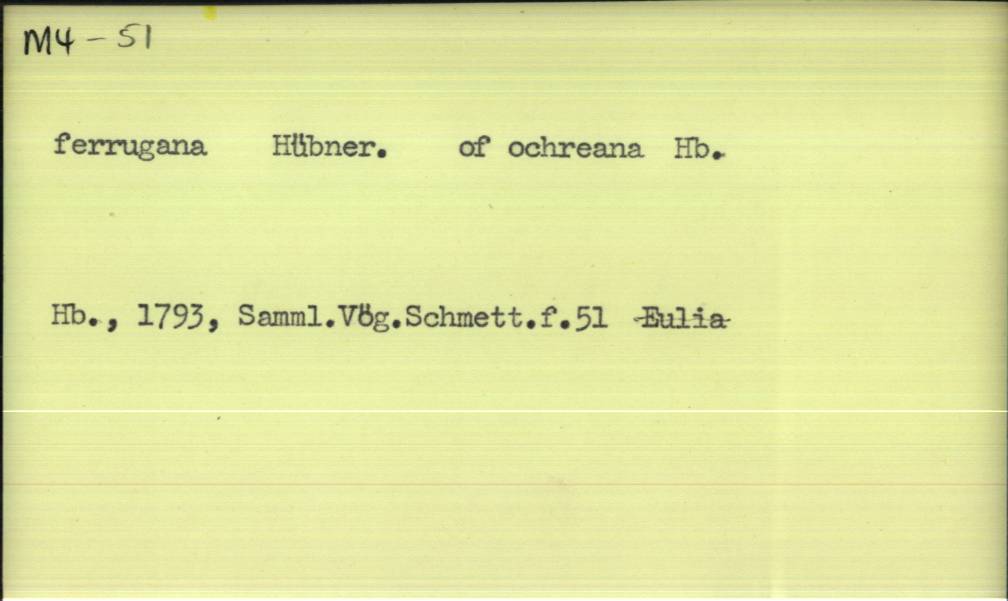 M4 - 51
ferrugana Hübner. of ochreana Hb.
Hb., 1793, Samml.Vög.Schmett.f.51 Eulia